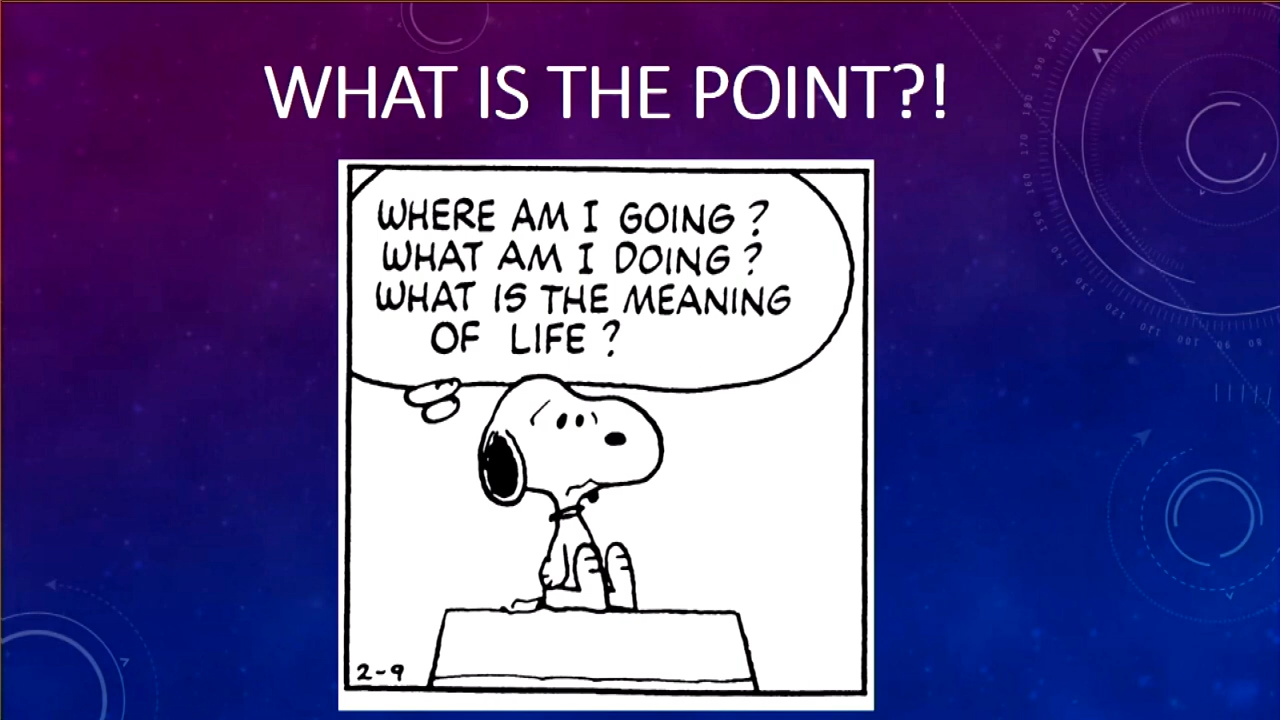 WHAT IS THE POINT?!
WHERE AM I GOING?
WHAT AM I DOING?
WHAT IS THE MEANING
OF LIFE?
2-9